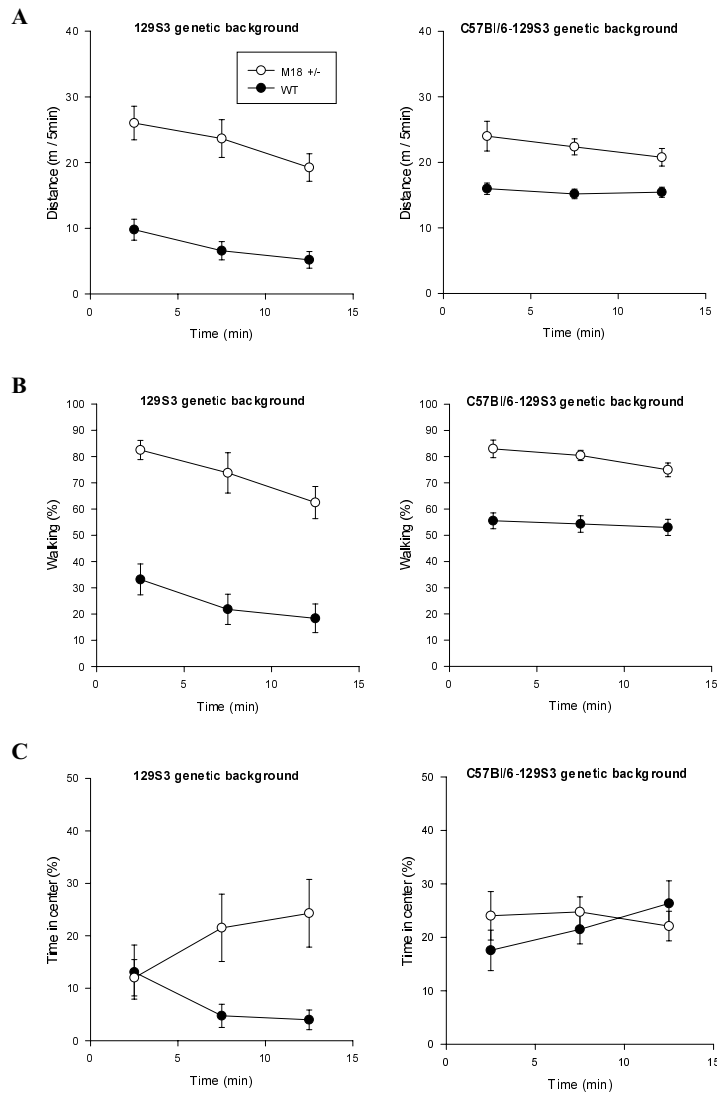 A
129S3 genetic background
40
30
20
10
0
Distance (m / 5min)
M18 +/-
WT
0 5 10 15
Time (min)
C57Bl/6-129S3 genetic background
40
30
20
10
0
Distance (m / 5min)
0 5 10 15
Time (min)
B
129S3 genetic background
100
90
80
70
60
50
40
30
20
10
0
Walking (%)
0 5 10 15
Time (min)
C57Bl/6-129S3 genetic background
100
90
80
70
60
50
40
30
20
10
0
Walking (%)
0 5 10 15
Time (min)
C
129S3 genetic background
50
40
30
20
10
0
Time in center (%)
0 5 10 15
Time (min)
C57Bl/6-129S3 genetic background
50
40
30
20
10
0
Time in center (%)
0 5 10 15
Time (min)